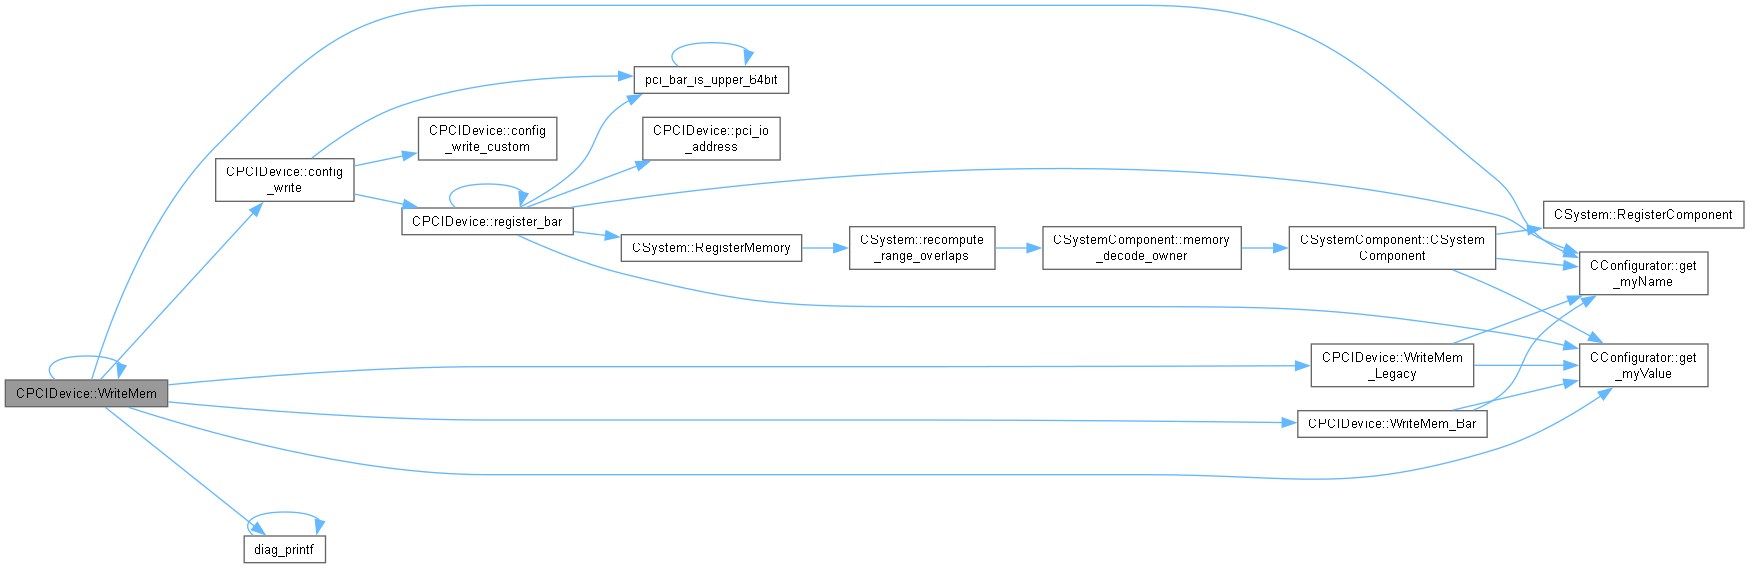 pci_bar_is_upper_64bit
CPCIDevice::config
_write_custom
CPCIDevice::pci_io
_address
CPCIDevice::config
_write
CPCIDevice::register_bar
CSystem::RegisterMemory
CSystem::recompute
_range_overlaps
CSystemComponent::memory
_decode_owner
CSystemComponent::CSystem
Component
CSystem::RegisterComponent
CConfigurator::get
_myName
CPCIDevice::WriteMem
_Legacy
CConfigurator::get
_myValue
CPCIDevice::WriteMem
CPCIDevice::WriteMem_Bar
diag_printf